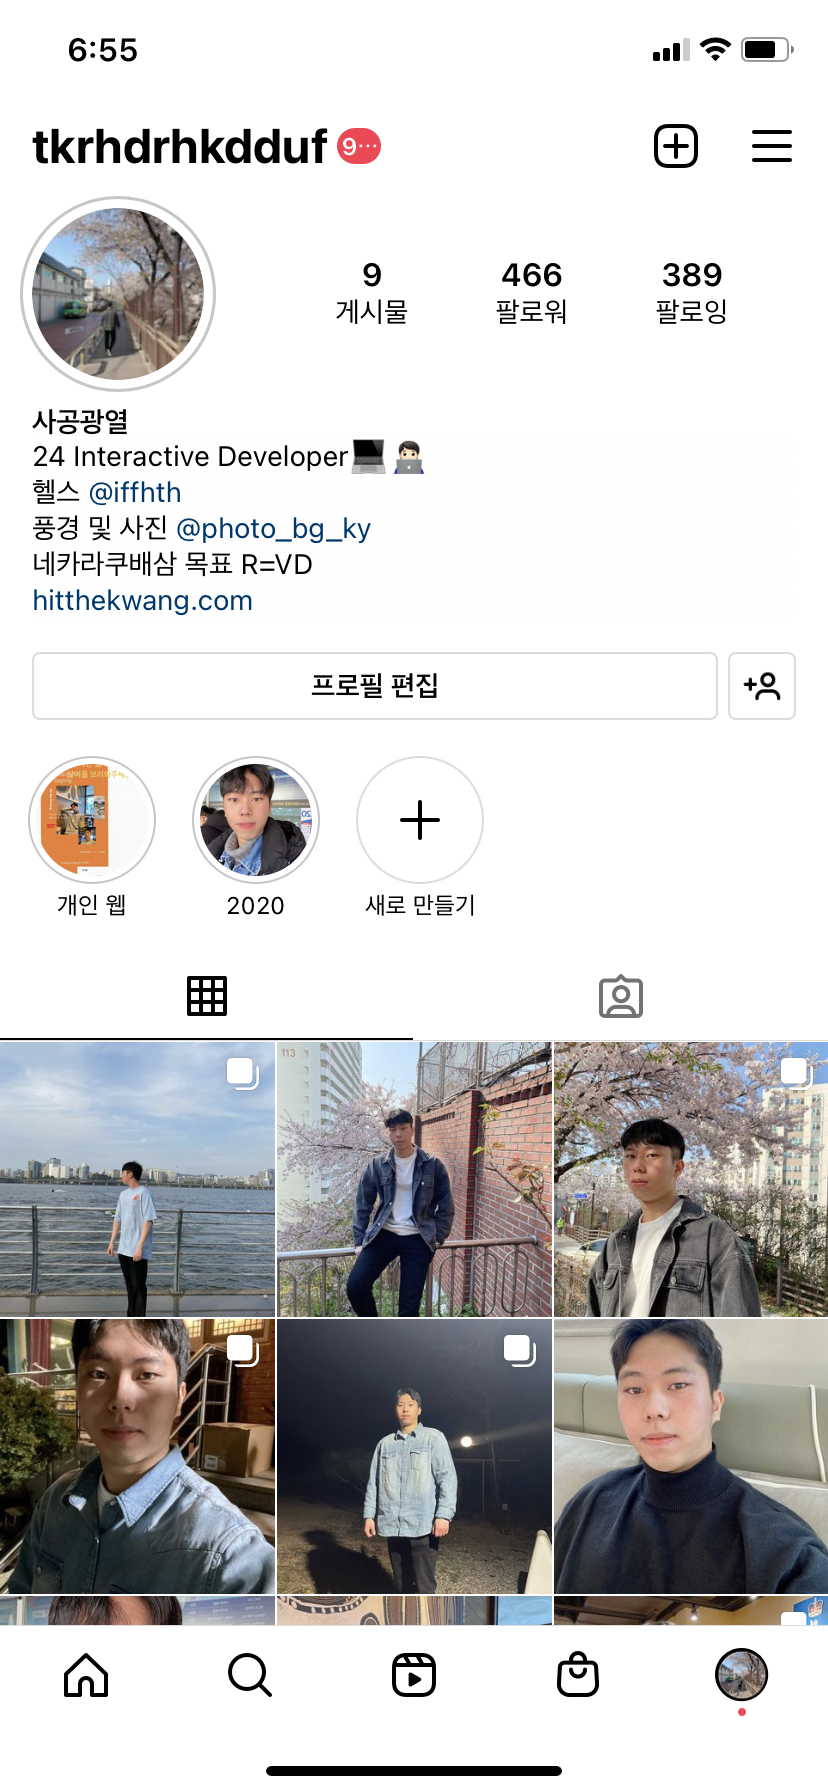 6:55
tkrhdrhkdduf 9···
9 466 389
게시물 팔로워 팔로잉
사공광열
24 Interactive Developer💻 👨🏻‍💻
헬스 @iffhth
풍경 및 사진 @photo_bg_ky
네카라쿠배삼 목표 R=VD
hitthekwang.com
프로필 편집
개인 웹 2020 새로 만들기
113